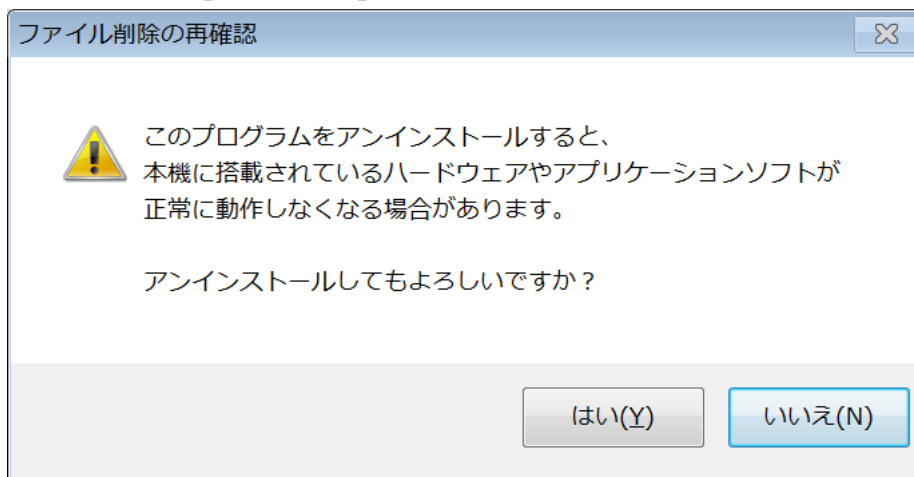 ファイル削除の再確認
このプログラムをアンインストールすると、
本機に搭載されているハードウェアやアプリケーションソフトが
正常に動作しなくなる場合があります。
アンインストールしてもよろしいですか？
はい(Y)
いいえ(N)